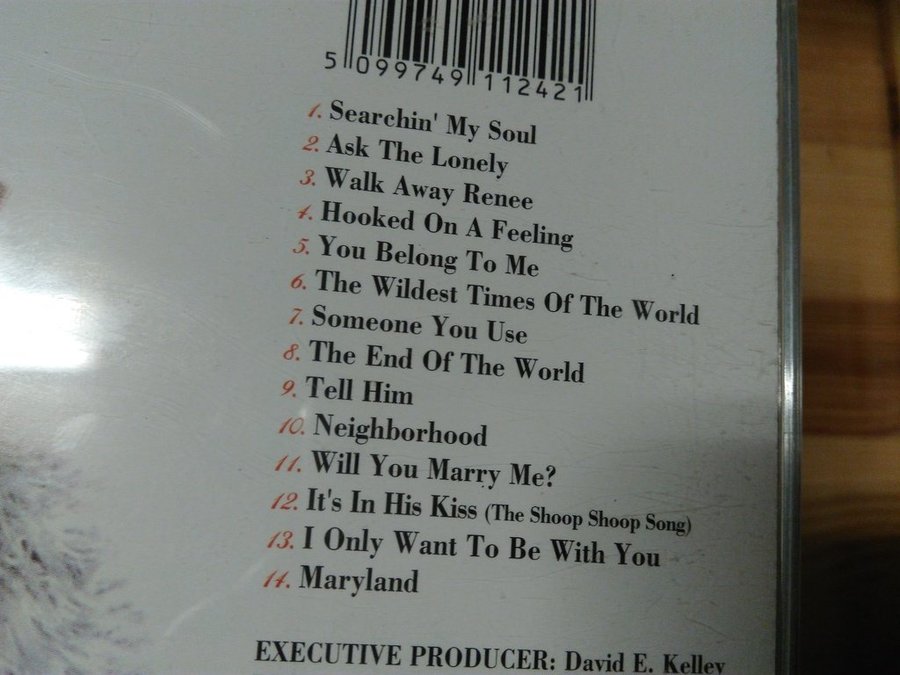 5 099749 112421
1. Searchin' My Soul
2. Ask The Lonely
3. Walk Away Renee
4. Hooked On A Feeling
5. You Belong To Me
6. The Wildest Times Of The World
7. Someone You Use
8. The End Of The World
9. Tell Him
10. Neighborhood
11. Will You Marry Me?
12. It's In His Kiss (The Shoop Shoop Song)
13. I Only Want To Be With You
14. Maryland
EXECUTIVE PRODUCER: David E. Kelley